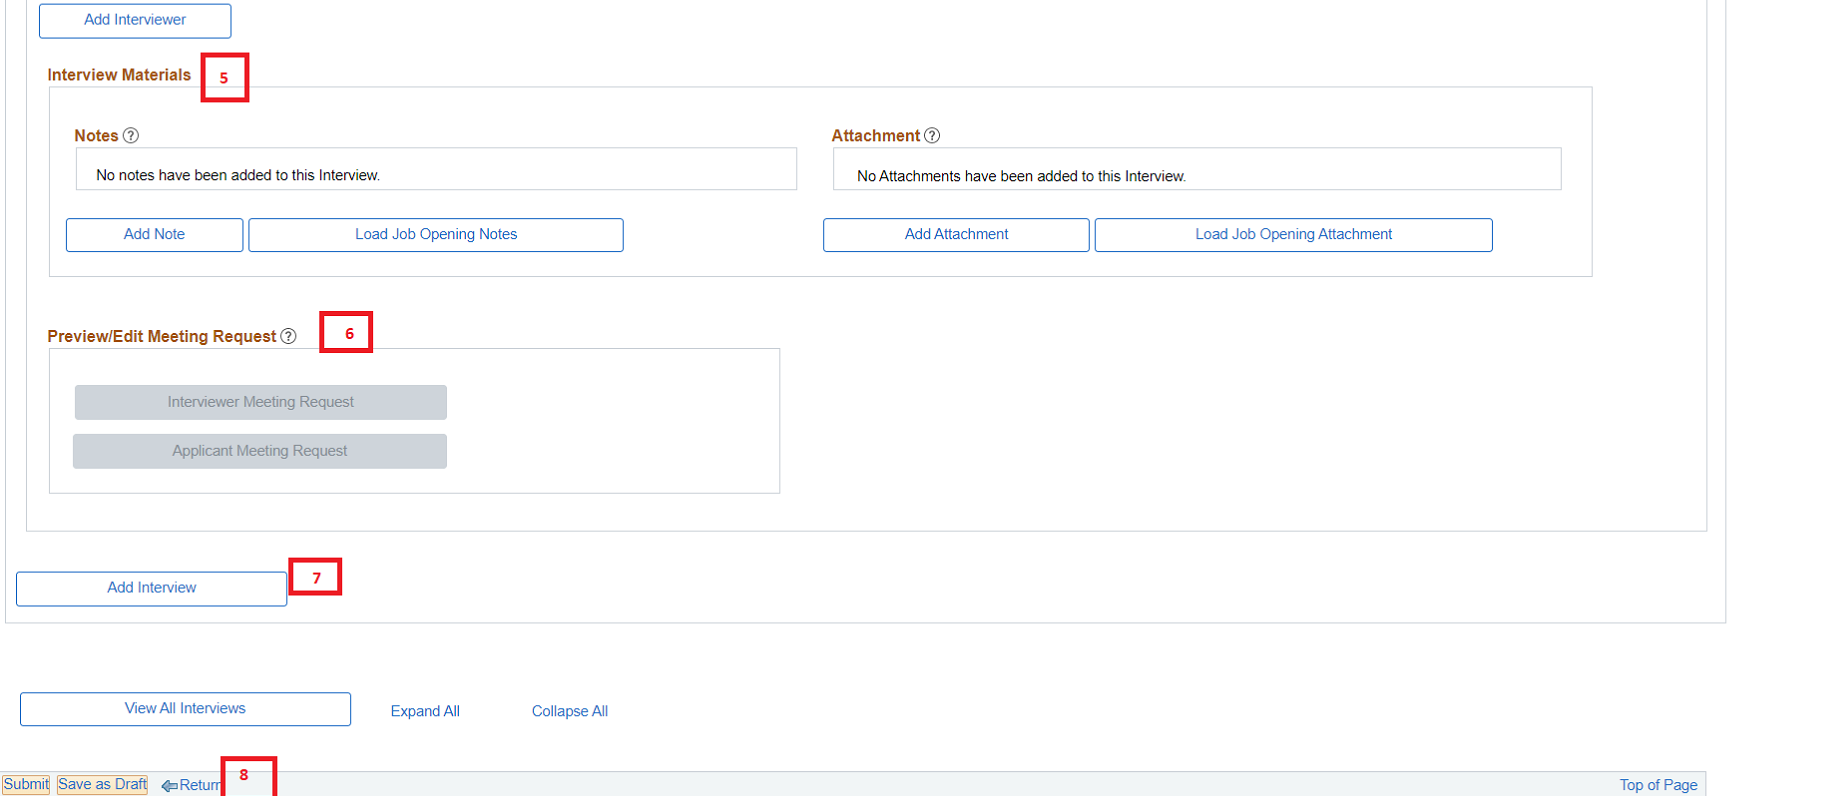 Add Interviewer
Interview Materials 5
Notes ? Attachment ?
No notes have been added to this Interview. No Attachments have been added to this Interview.
Add Note Load Job Opening Notes Add Attachment Load Job Opening Attachment
Preview/Edit Meeting Request ? 6
Interviewer Meeting Request
Applicant Meeting Request
Add Interview 7
View All Interviews Expand All Collapse All
Submit Save as Draft Return 8 Top of Page